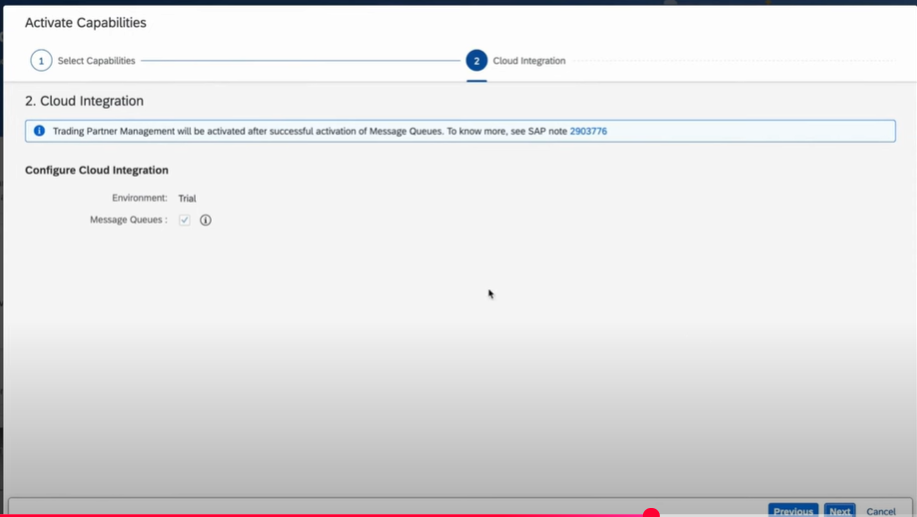 Activate Capabilities
1 Select Capabilities 2 Cloud Integration
2. Cloud Integration
Trading Partner Management will be activated after successful activation of Message Queues. To know more, see SAP note 2903776
Configure Cloud Integration
Environment: Trial
Message Queues :
Previous Next Cancel